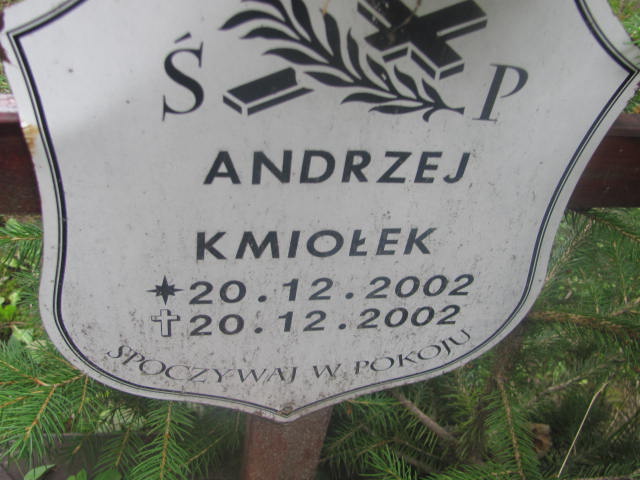 Ś P
ANDRZEJ
KMIOŁEK
✶ 20.12.2002
✝ 20.12.2002
SPOCZYWAJ W POKOJU